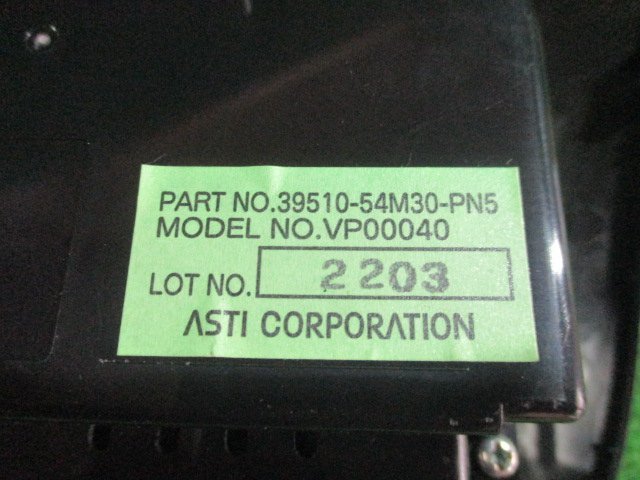 PART NO.39510-54M30-PN5
MODEL NO.VP00040
LOT NO. 2203
ASTI CORPORATION